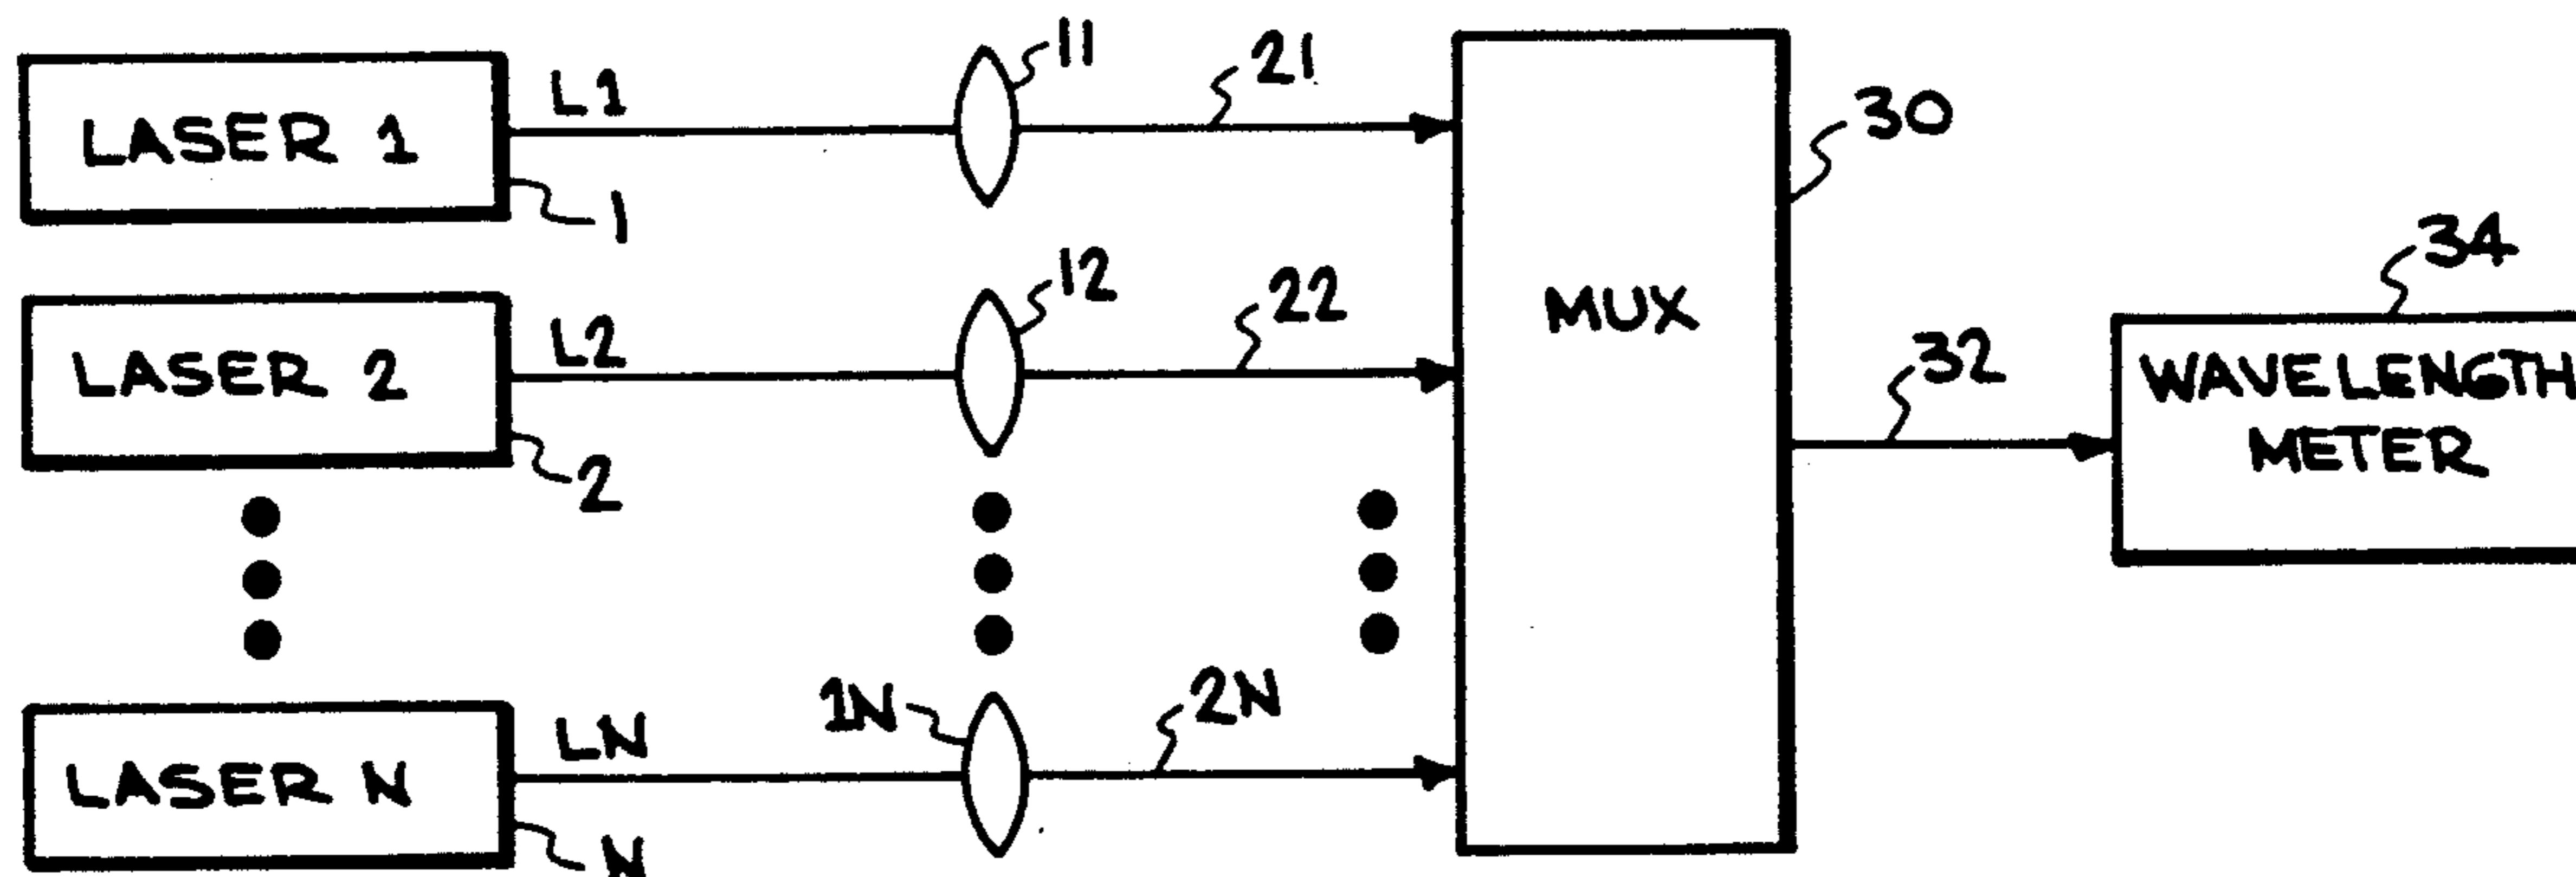 LASER 1
L1
1
11
21
LASER 2
L2
2
12
22
LASER N
LN
N
1N
2N
MUX
30
32
34
WAVELENGTH
METER